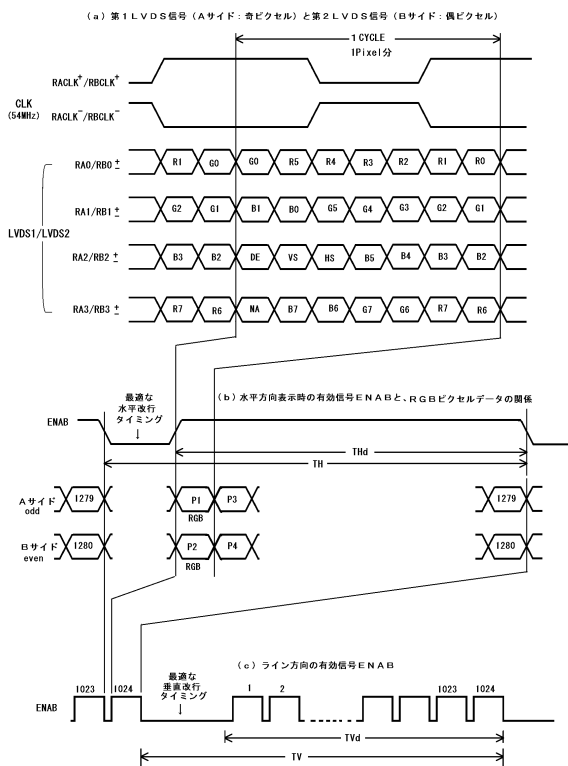 (a) 第1LVDS信号 (Aサイド:奇ピクセル) と第2LVDS信号 (Bサイド:偶ピクセル)
1 CYCLE
1Pixel分
RACLK+/RBCLK+
CLK
(54MHz)
RACLK−/RBCLK−
RA0/RB0 ± R1 G0 G0 R5 R4 R3 R2 R1 R0
RA1/RB1 ± G2 G1 B1 B0 G5 G4 G3 G2 G1
LVDS1/LVDS2
RA2/RB2 ± B3 B2 DE VS HS B5 B4 B3 B2
RA3/RB3 ± R7 R6 NA B7 B6 G7 G6 R7 R6
最適な
水平改行
タイミング
(b) 水平方向表示時の有効信号ENABと、RGBピクセルデータの関係
ENAB
THd
TH
Aサイド
odd
1279 P1 P3 1279
RGB
Bサイド
even
1280 P2 P4 1280
RGB
(c) ライン方向の有効信号ENAB
最適な
垂直改行
タイミング
1023 1024 1 2 1023 1024
ENAB
TVd
TV